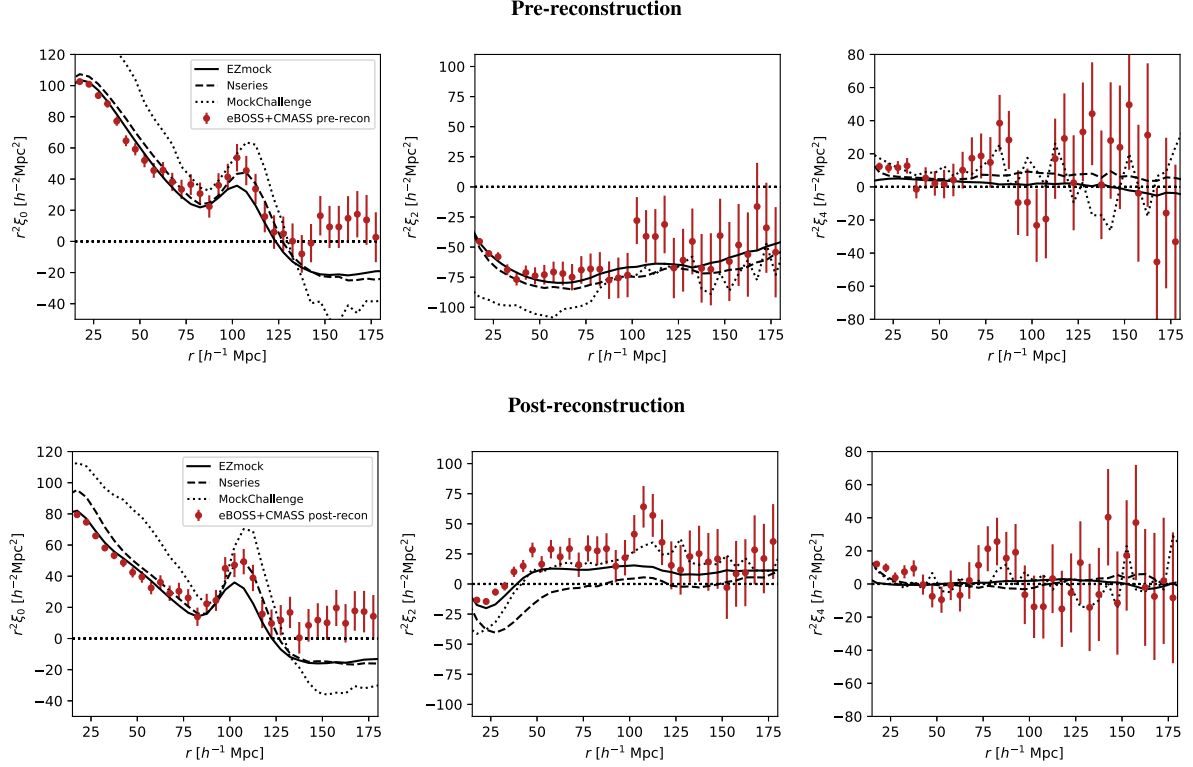 Pre-reconstruction
120
100
80
60
40
20
0
−20
−40
r²ξ₀ [h⁻²Mpc²]
EZmock
Nseries
MockChallenge
eBOSS+CMASS pre-recon
25 50 75 100 125 150 175
r [h⁻¹ Mpc]
100
75
50
25
0
−25
−50
−75
−100
r²ξ₂ [h⁻²Mpc²]
25 50 75 100 125 150 175
r [h⁻¹ Mpc]
80
60
40
20
0
−20
−40
−60
−80
r²ξ₄ [h⁻²Mpc²]
25 50 75 100 125 150 175
r [h⁻¹ Mpc]
Post-reconstruction
120
100
80
60
40
20
0
−20
−40
r²ξ₀ [h⁻²Mpc²]
EZmock
Nseries
MockChallenge
eBOSS+CMASS post-recon
25 50 75 100 125 150 175
r [h⁻¹ Mpc]
100
75
50
25
0
−25
−50
−75
−100
r²ξ₂ [h⁻²Mpc²]
25 50 75 100 125 150 175
r [h⁻¹ Mpc]
80
60
40
20
0
−20
−40
−60
−80
r²ξ₄ [h⁻²Mpc²]
25 50 75 100 125 150 175
r [h⁻¹ Mpc]